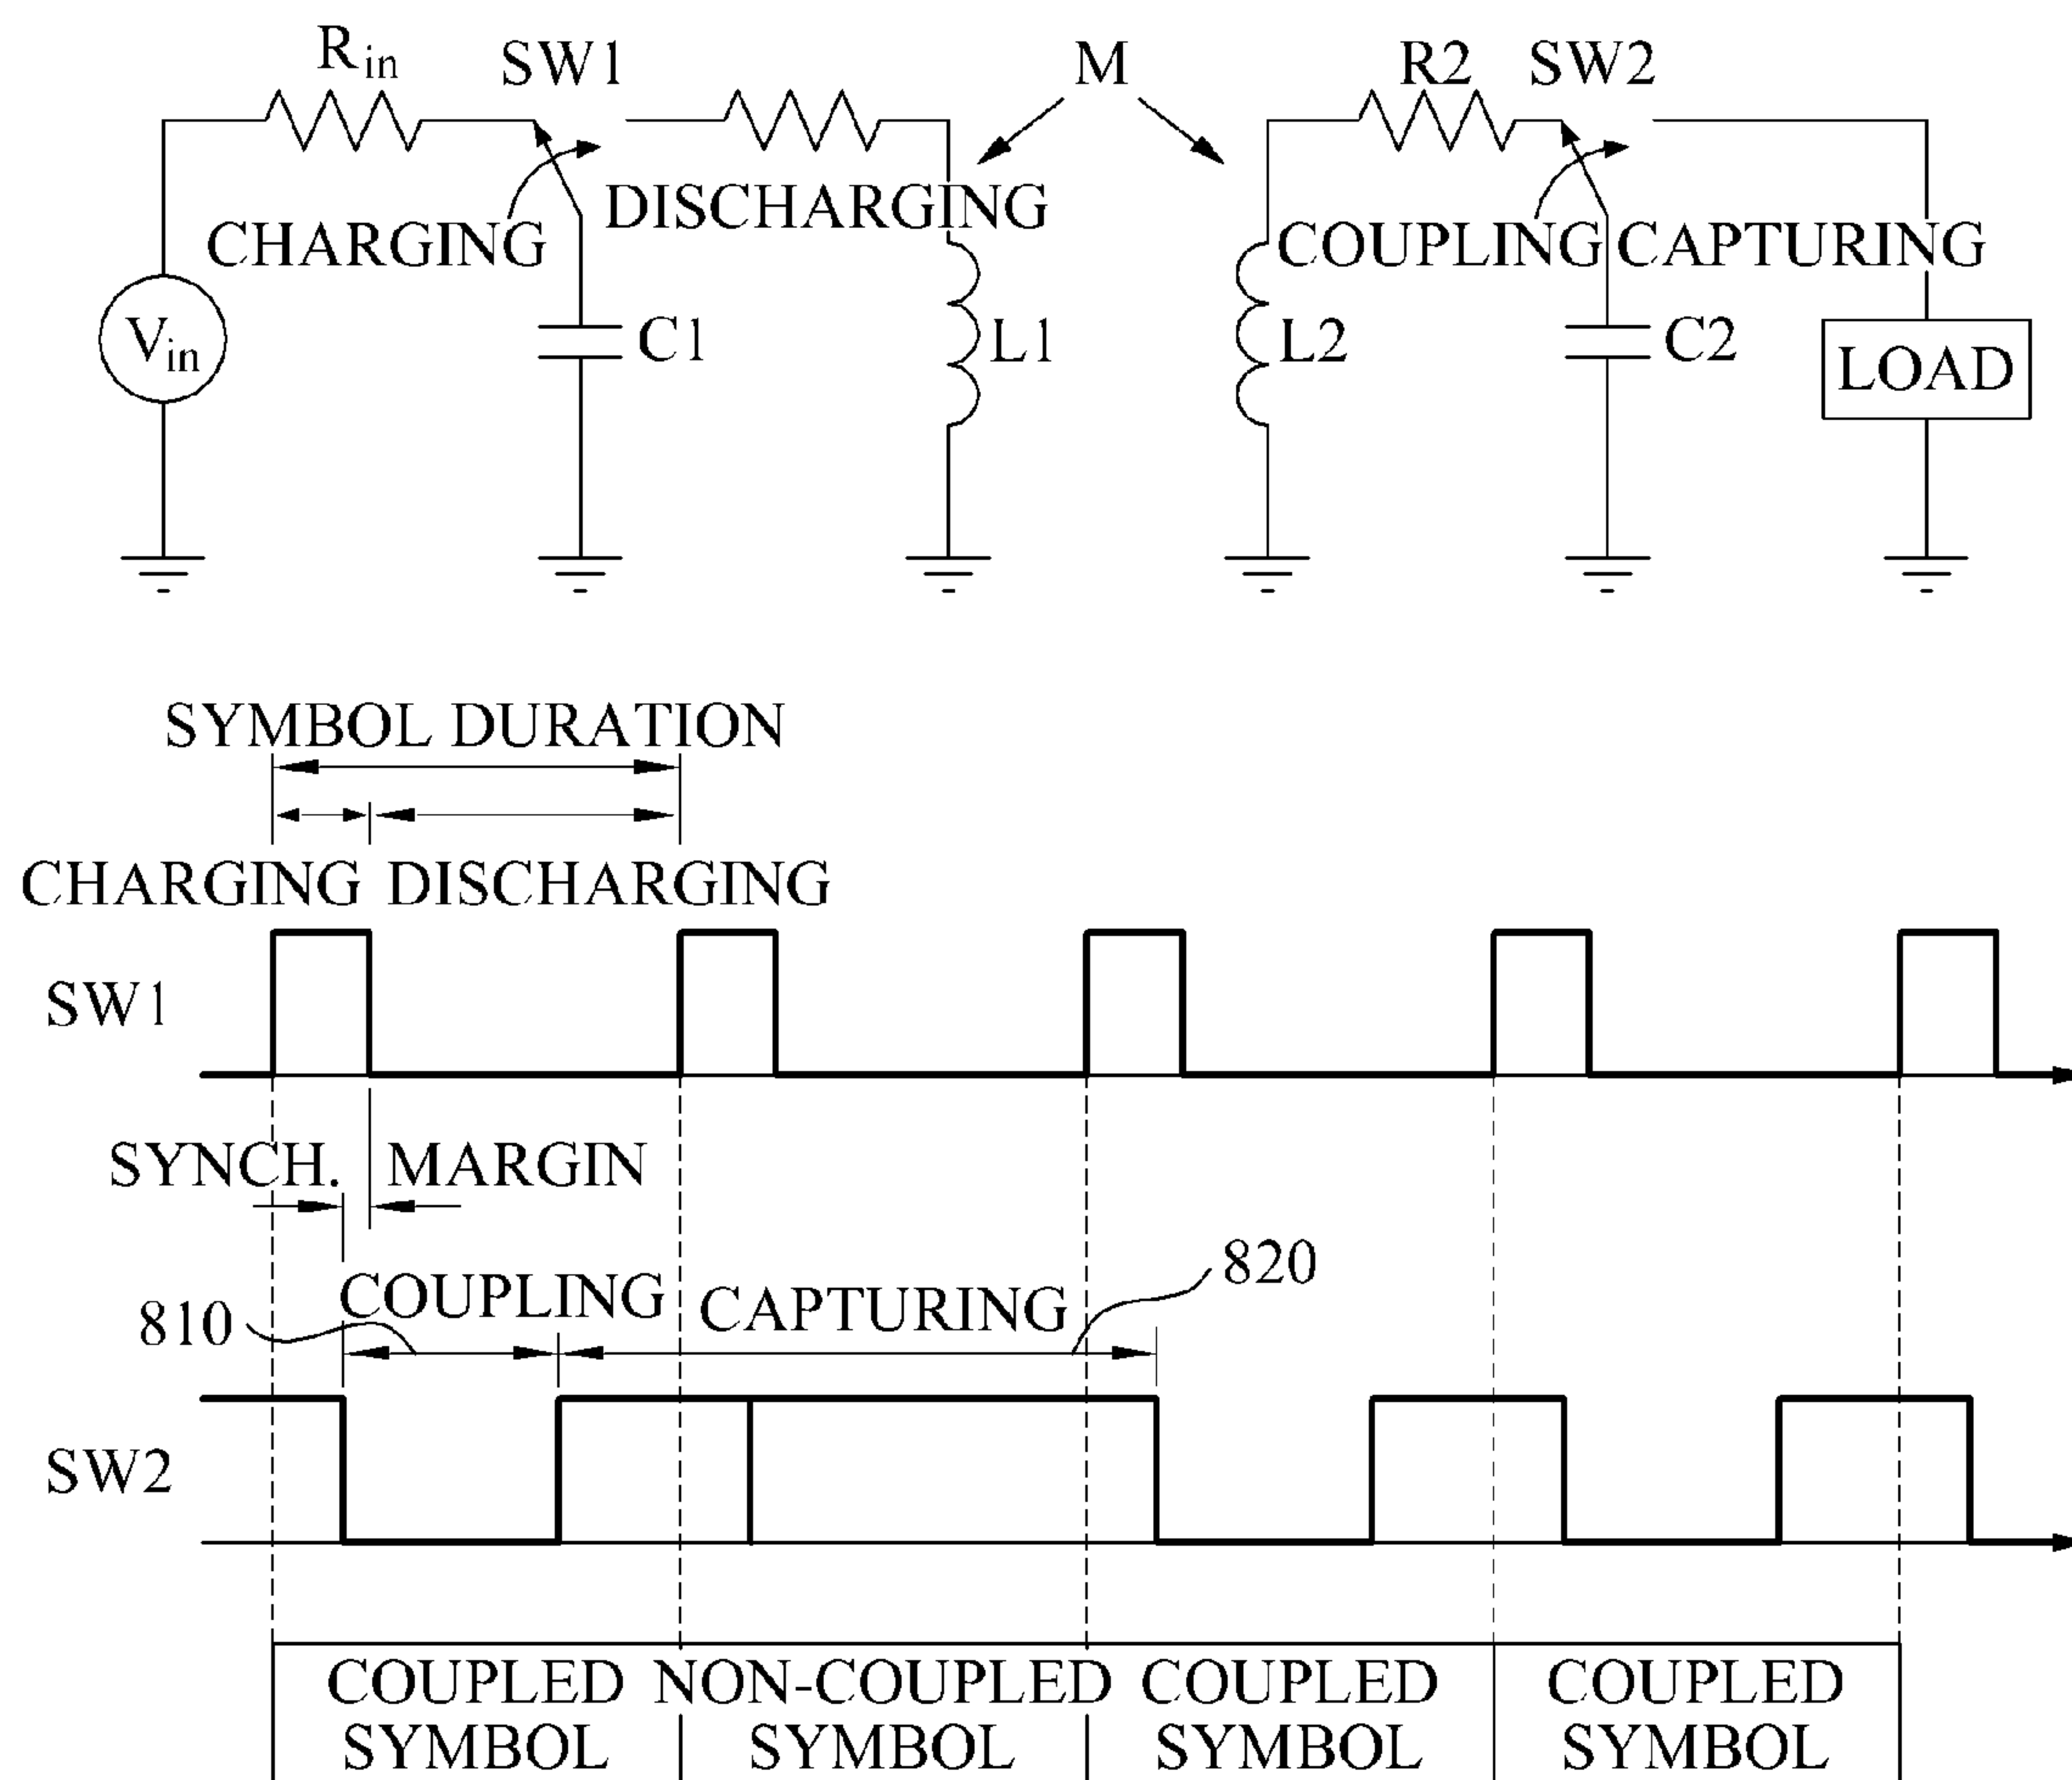 Rin SW1 M R2 SW2
DISCHARGING
CHARGING COUPLING CAPTURING
Vin C1 L1 L2 C2 LOAD
SYMBOL DURATION
CHARGING DISCHARGING
SW1
SYNCH. MARGIN
810 COUPLING CAPTURING 820
SW2
COUPLED NON-COUPLED COUPLED COUPLED
SYMBOL SYMBOL SYMBOL SYMBOL